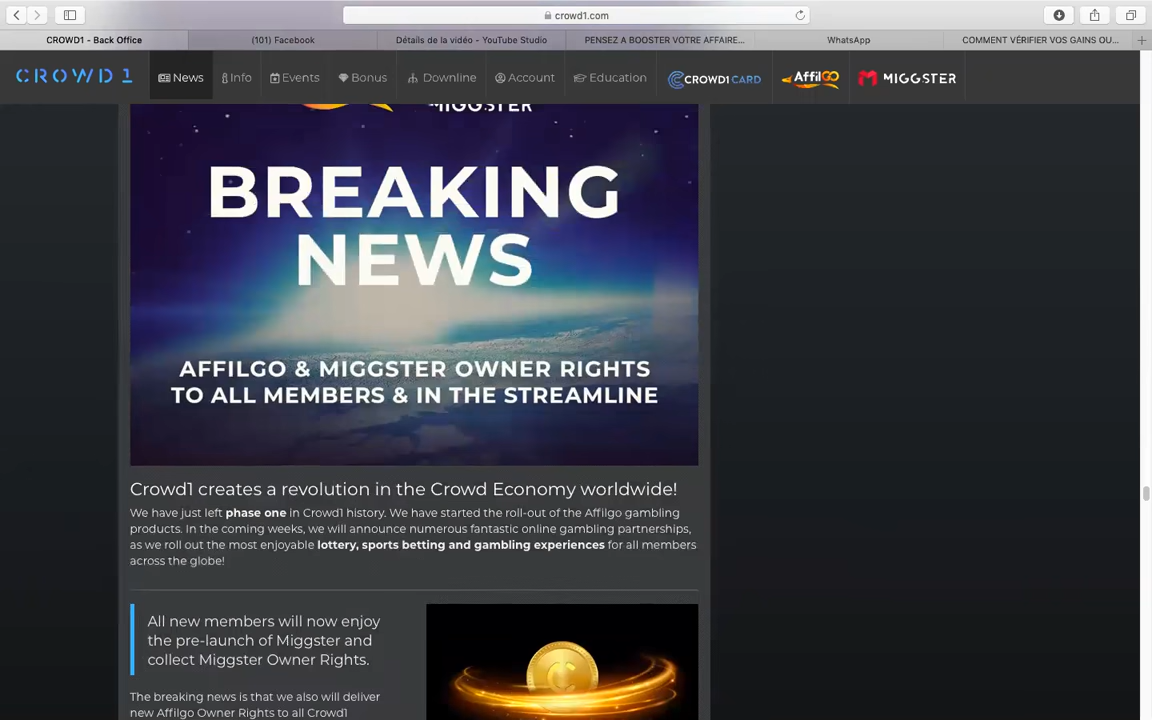 crowd1.com
CROWD1 - Back Office
(101) Facebook
Détails de la vidéo - YouTube Studio
PENSEZ A BOOSTER VOTRE AFFAIRE...
WhatsApp
COMMENT VÉRIFIER VOS GAINS OU...
CROWD1
News
Info
Events
Bonus
Downline
Account
Education
CROWD1CARD
AffilGO
MIGGSTER
MIGGSTER
BREAKING
NEWS
AFFILGO & MIGGSTER OWNER RIGHTS
TO ALL MEMBERS & IN THE STREAMLINE
Crowd1 creates a revolution in the Crowd Economy worldwide!
We have just left phase one in Crowd1 history. We have started the roll-out of the Affilgo gambling
products. In the coming weeks, we will announce numerous fantastic online gambling partnerships,
as we roll out the most enjoyable lottery, sports betting and gambling experiences for all members
across the globe!
All new members will now enjoy
the pre-launch of Miggster and
collect Miggster Owner Rights.
The breaking news is that we also will deliver
new Affilgo Owner Rights to all Crowd1